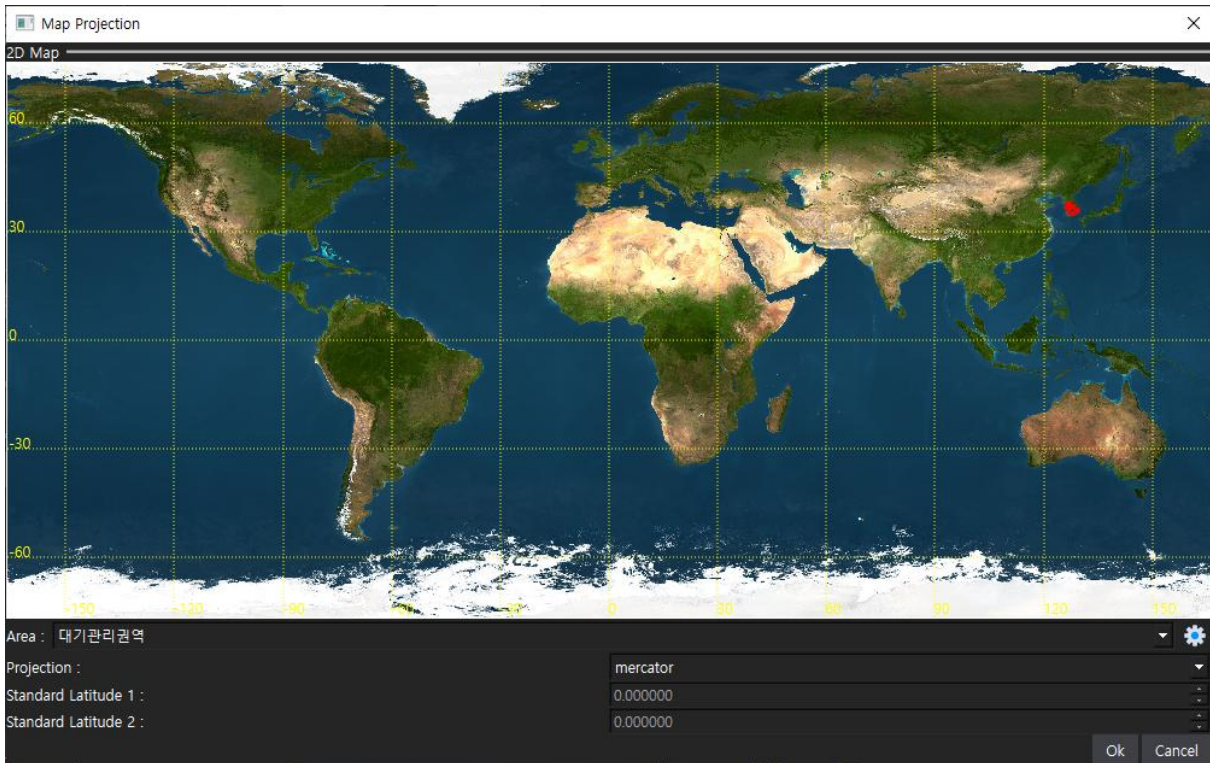 Map Projection
2D Map
60
30
0
-30
-60
-150 -120 -90 -60 -30 0 30 60 90 120 150
Area : 대기관리권역
Projection : mercator
Standard Latitude 1 : 0.000000
Standard Latitude 2 : 0.000000
Ok Cancel